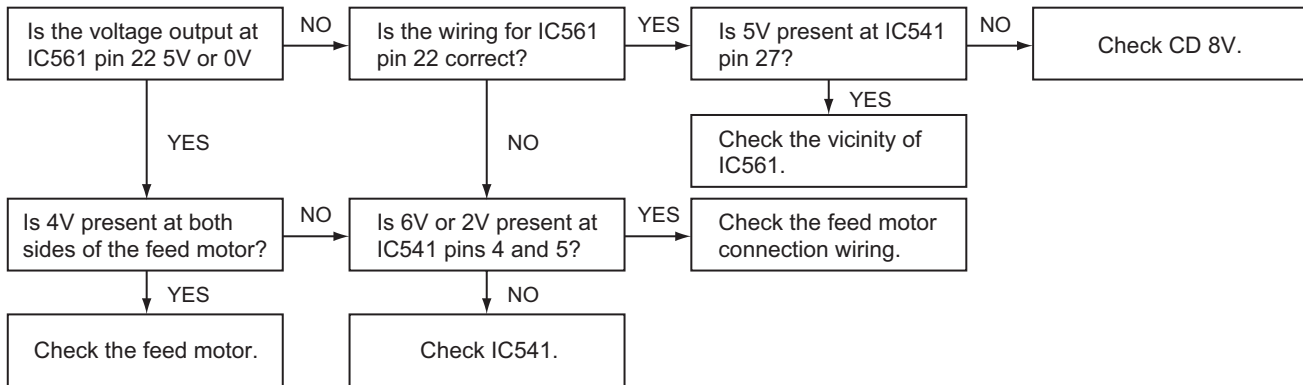 Is the voltage output at
IC561 pin 22 5V or 0V
NO
Is the wiring for IC561
pin 22 correct?
YES
Is 5V present at IC541
pin 27?
NO
Check CD 8V.
YES
NO
YES
Check the vicinity of
IC561.
Is 4V present at both
sides of the feed motor?
NO
Is 6V or 2V present at
IC541 pins 4 and 5?
YES
Check the feed motor
connection wiring.
YES
NO
Check the feed motor.
Check IC541.